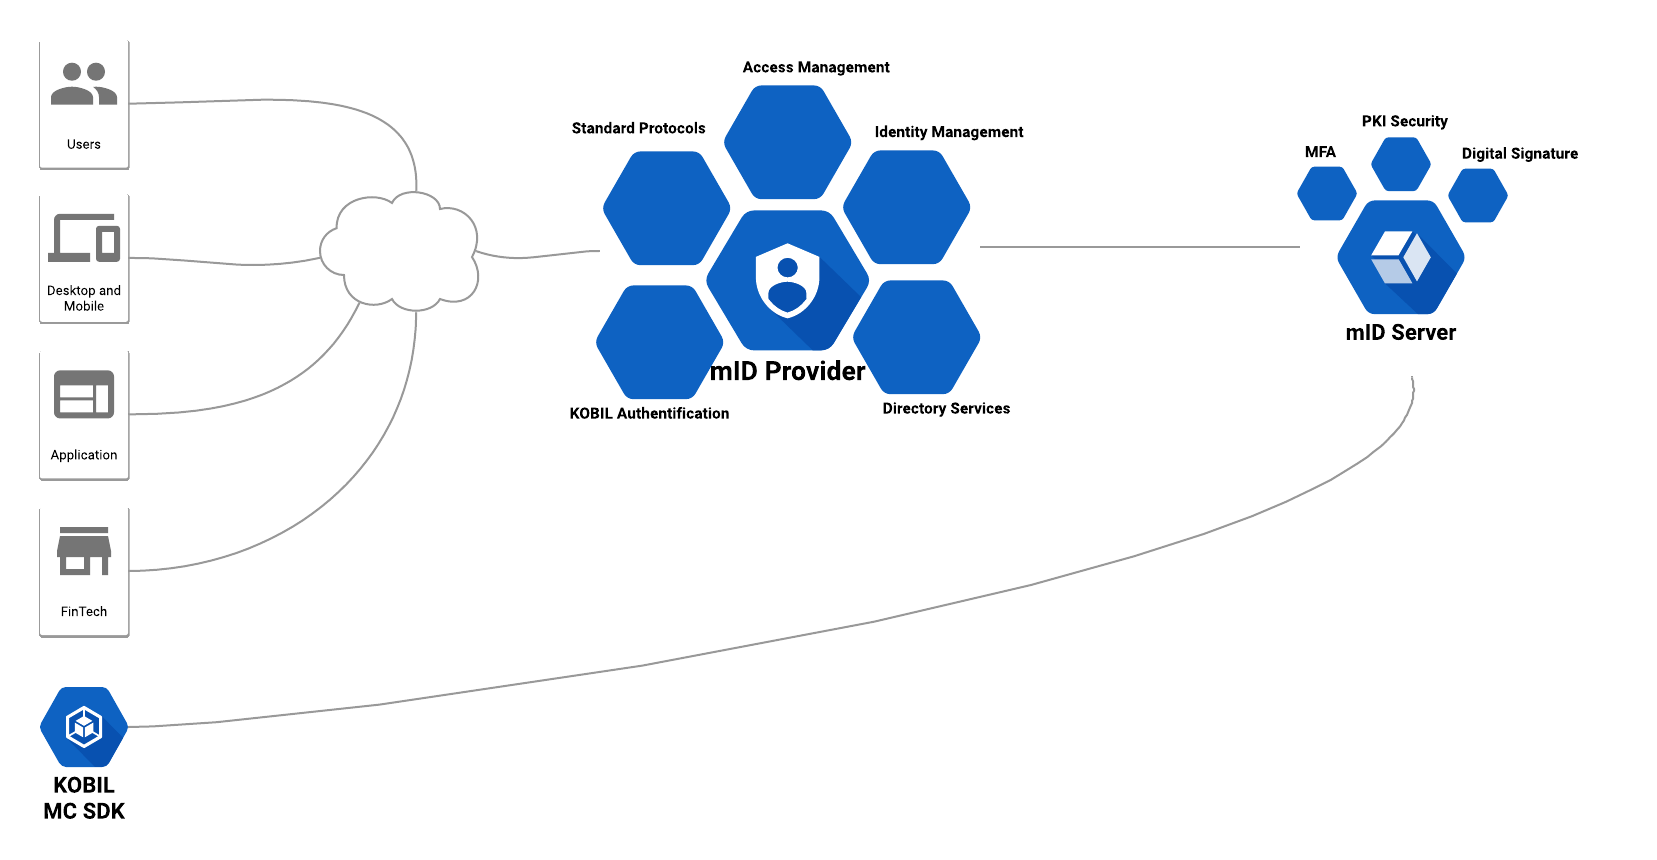 Users
Desktop and
Mobile
Application
FinTech
KOBIL
MC SDK
Access Management
Standard Protocols
Identity Management
mID Provider
KOBIL Authentification
Directory Services
PKI Security
MFA
Digital Signature
mID Server